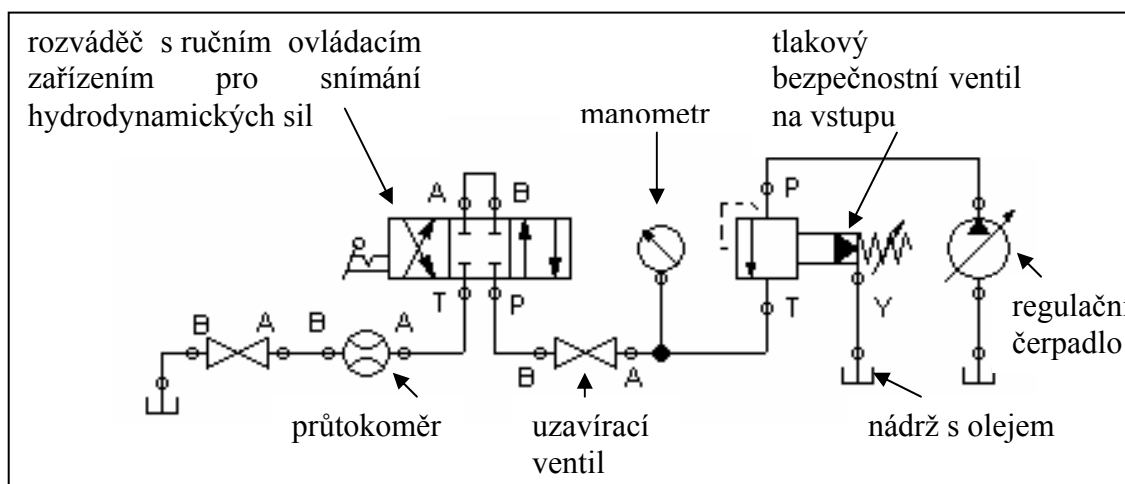 rozváděč s ručním ovládacím
zařízením pro snímání
hydrodynamických sil
manometr
tlakový
bezpečnostní ventil
na vstupu
A B
P
T P
T
Y
B A B A
B A
regulačn
čerpadlo
průtokoměr
uzavírací
ventil
nádrž s olejem